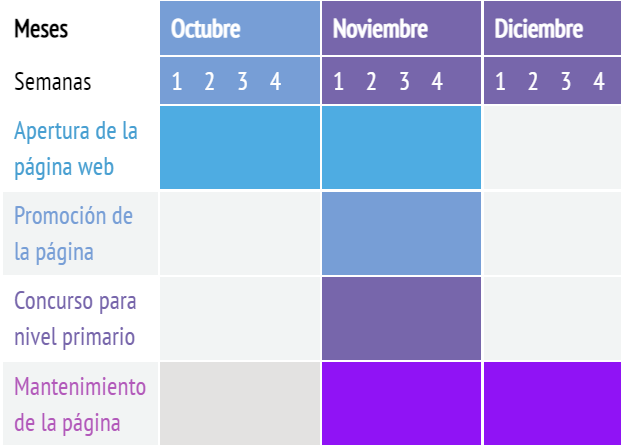 Meses Octubre Noviembre Diciembre
Semanas 1 2 3 4 1 2 3 4 1 2 3 4
Apertura de la
página web
Promoción de
la página
Concurso para
nivel primario
Mantenimiento
de la página